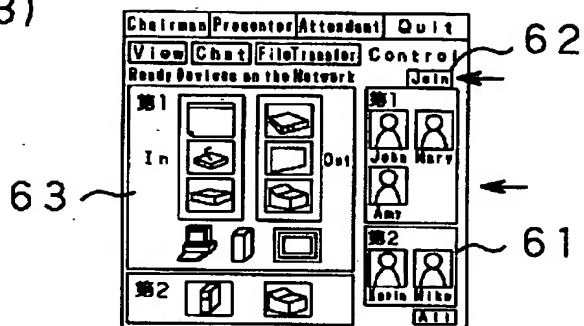 3)
Chairman Presenter Attendant Quit
View Chat FileTransfer Control
62
Ready Devices on the Network Join
第1 第1
In Out
John Mary
63
Amy
第2
61
第2
Karin Mike
All